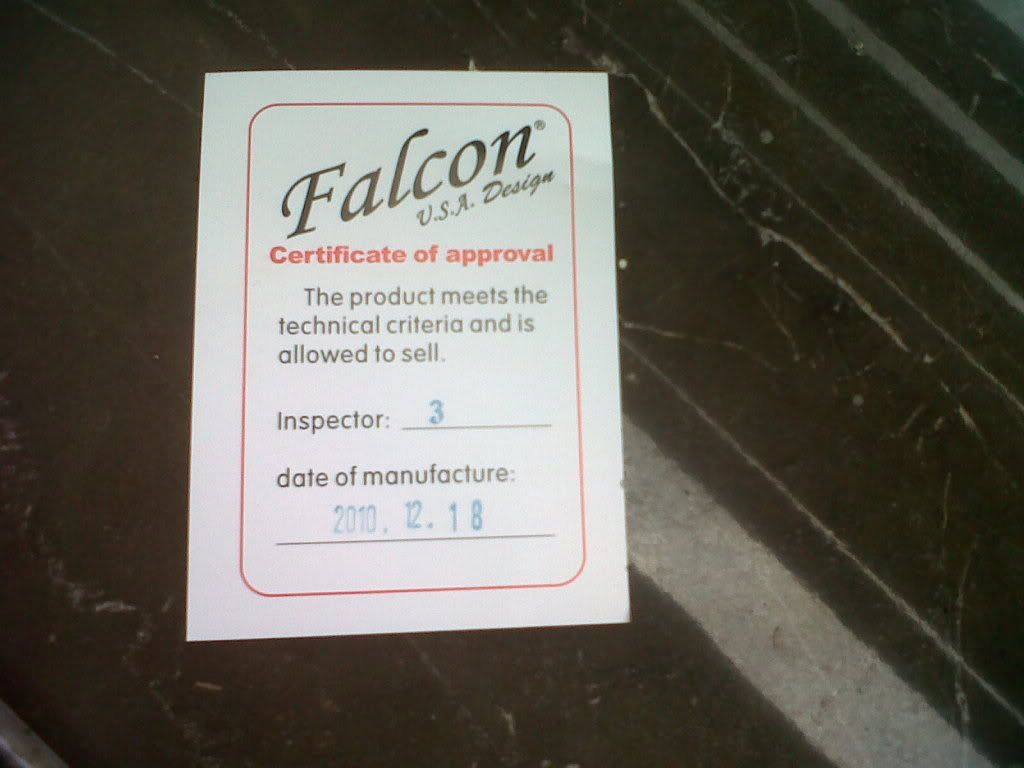 Falcon®
U.S.A. Design
Certificate of approval
The product meets the
technical criteria and is
allowed to sell.
Inspector: 3
date of manufacture:
2010. 12. 18